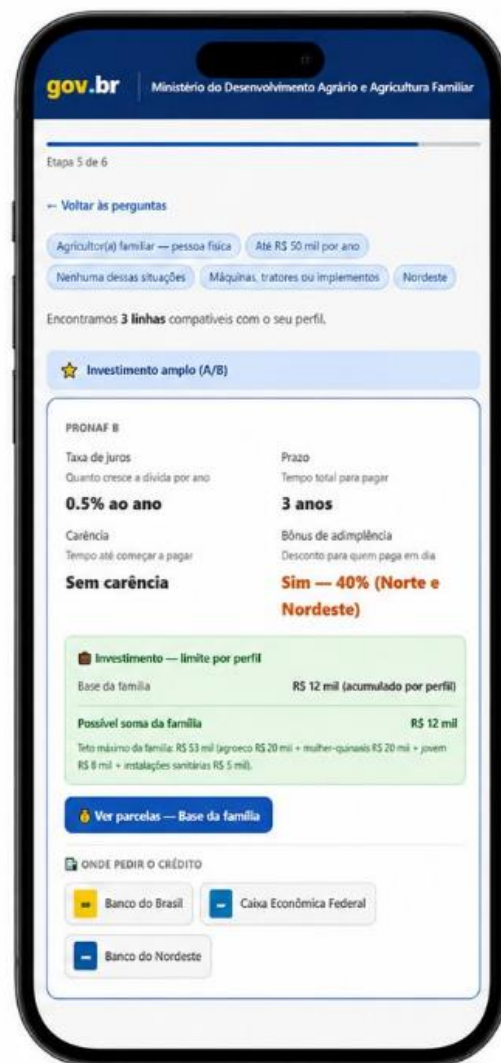 gov.br
Ministério do Desenvolvimento Agrário e Agricultura Familiar
Etapa 5 de 6
← Voltar às perguntas
Agricultor(a) familiar — pessoa física
Até R$ 50 mil por ano
Nenhuma dessas situações
Máquinas, tratores ou implementos
Nordeste
Encontramos 3 linhas compatíveis com o seu perfil.
Investimento amplo (A/B)
PRONAF B
Taxa de juros
Quanto cresce a dívida por ano
0.5% ao ano
Prazo
Tempo total para pagar
3 anos
Carência
Tempo até começar a pagar
Sem carência
Bônus de adimplência
Desconto para quem paga em dia
Sim — 40% (Norte e
Nordeste)
Investimento — limite por perfil
Base da família
R$ 12 mil (acumulado por perfil)
Possível soma da família
R$ 12 mil
Teto máximo da família: R$ 53 mil (agroeco R$ 20 mil + mulher-quinaxis R$ 20 mil + jovem
R$ 8 mil + instalações sanitárias R$ 5 mil).
Ver parcelas — Base da família
ONDE PEDIR O CRÉDITO
Banco do Brasil
Caixa Econômica Federal
Banco do Nordeste